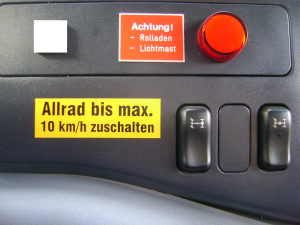 Achtung!
- Rolladen
- Lichtmast
Allrad bis max.
10 km/h zuschalten